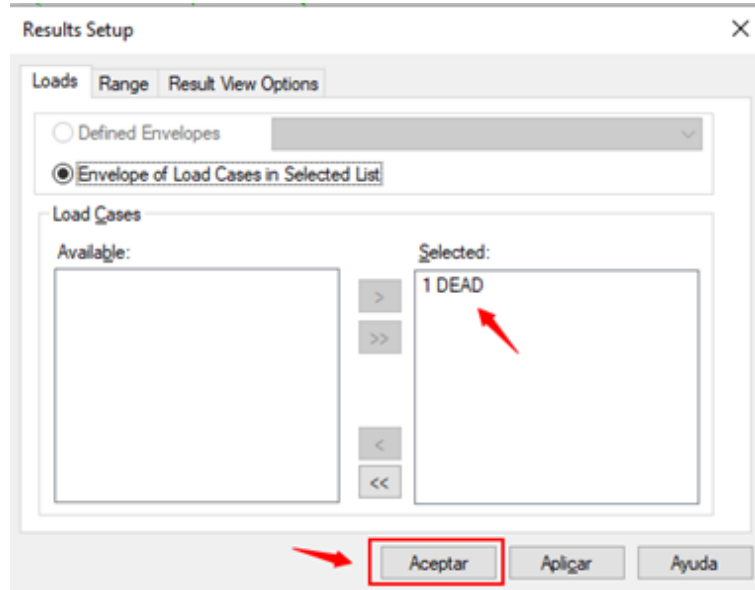 Results Setup
Loads Range Result View Options
Defined Envelopes
Envelope of Load Cases in Selected List
Load Cases
Available: Selected:
1 DEAD
>
>>
<
<<
Aceptar Aplicar Ayuda